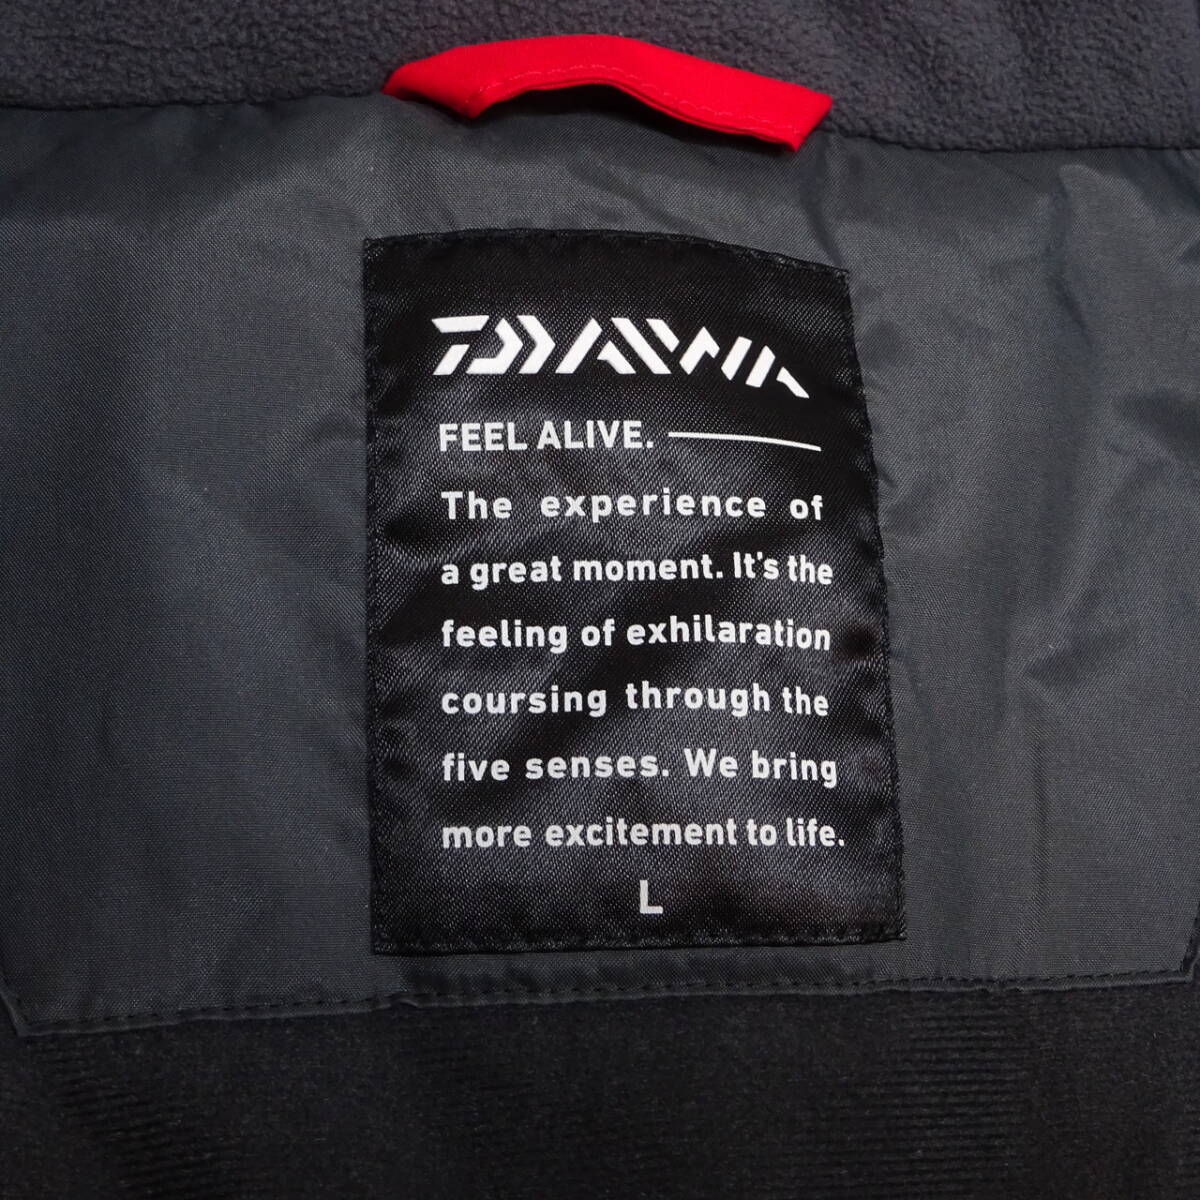 DAIWA
FEEL ALIVE.
The experience of
a great moment. It's the
feeling of exhilaration
coursing through the
five senses. We bring
more excitement to life.
L